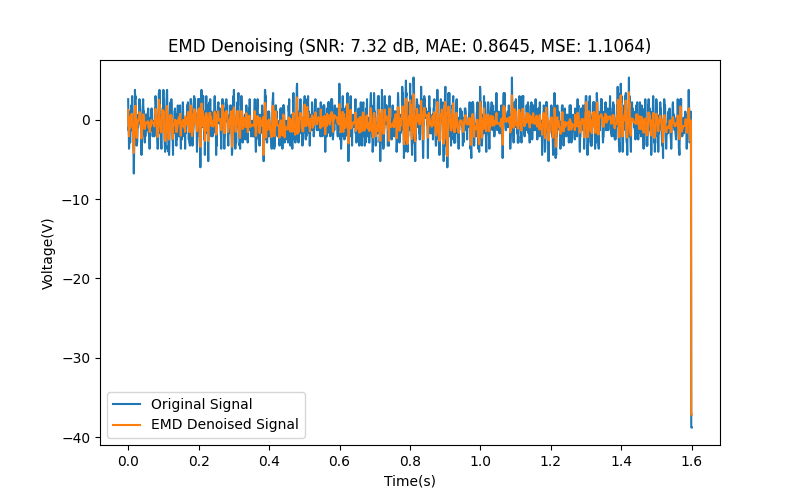 EMD Denoising (SNR: 7.32 dB, MAE: 0.8645, MSE: 1.1064)
Voltage(V)
0
−10
−20
−30
−40
Original Signal
EMD Denoised Signal
0.0 0.2 0.4 0.6 0.8 1.0 1.2 1.4 1.6
Time(s)